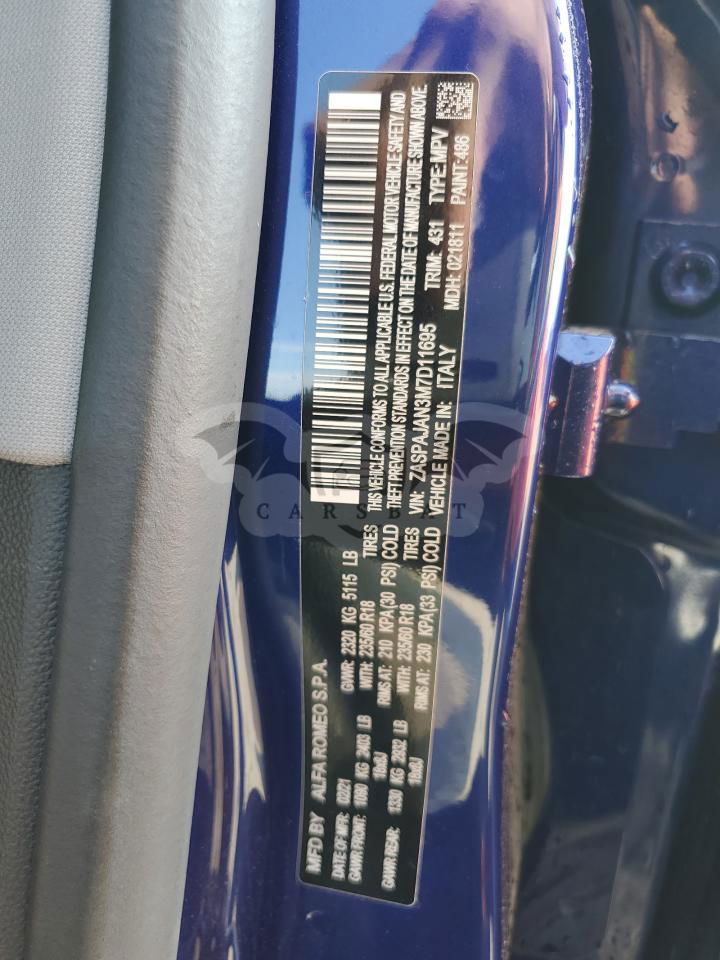 MFD BY ALFA ROMEO S.P.A.
DATE OF MFR: 02/21 GVWR: 2320 KG 5115 LB
GAWR FRONT: KG 2403 LB WITH: 235/60 R18 TIRES
RIMS AT: 210 KPA(30 PSI) COLD
GAWR REAR: 1330 KG 2932 LB WITH: 235/60 R18 TIRES
RIMS AT: 230 KPA(33 PSI) COLD
THIS VEHICLE CONFORMS TO ALL APPLICABLE U.S. FEDERAL MOTOR VEHICLE SAFETY AND
THEFT PREVENTION STANDARDS IN EFFECT ON THE DATE OF MANUFACTURE SHOWN ABOVE.
VIN: ZASPAJAN3M7D11695 TRIM: 431 TYPE:MPV
VEHICLE MADE IN: ITALY MDH: 021811 PAINT:486
CARSBAT